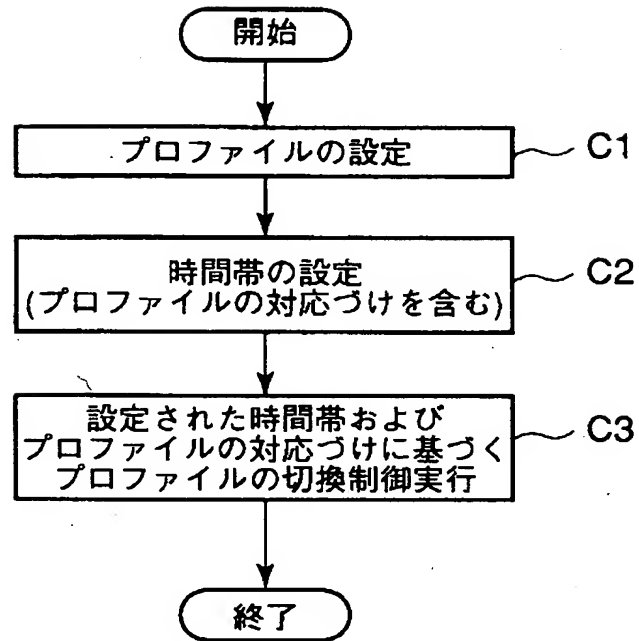 開始
プロファイルの設定
C1
時間帯の設定
(プロファイルの対応づけを含む)
C2
設定された時間帯および
プロファイルの対応づけに基づく
プロファイルの切換制御実行
C3
終了